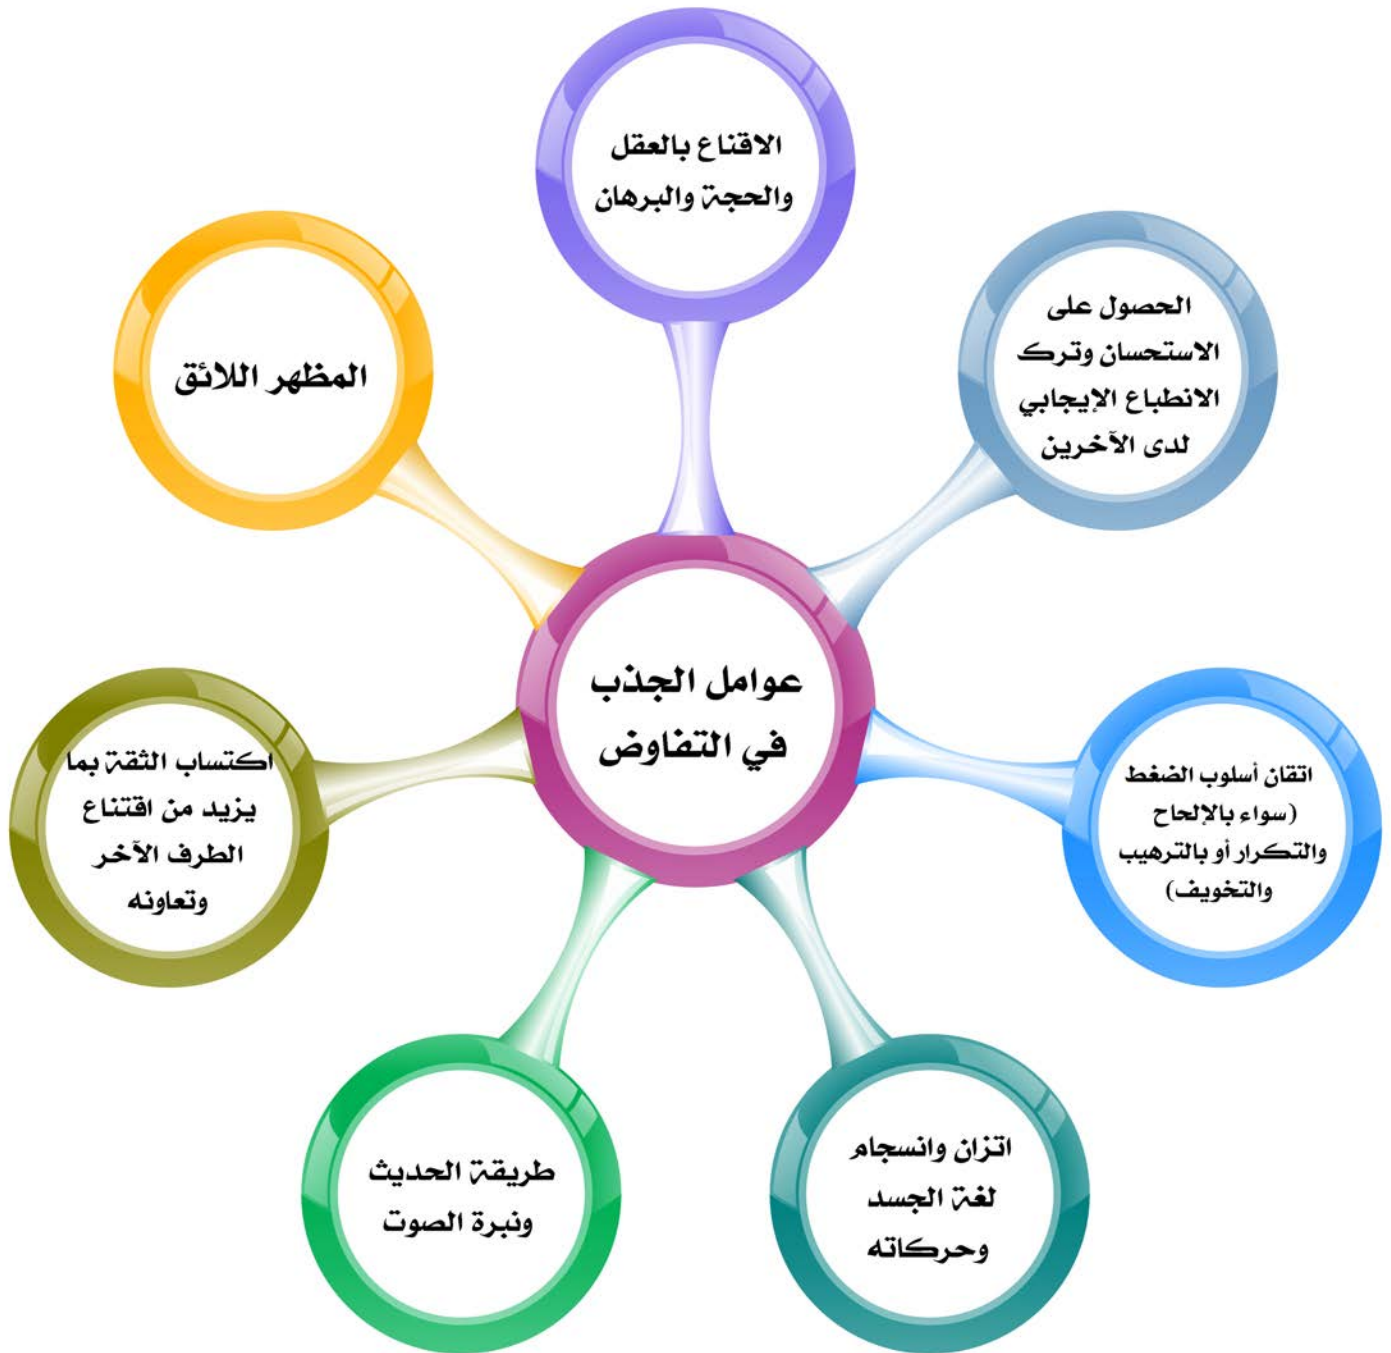 الاقناع بالعقل
والحجة والبرهان
الحصول على
الاستحسان وترك
الانطباع الإيجابي
لدى الآخرين
المظهر اللائق
عوامل الجذب
في التفاوض
اتقان أسلوب الضغط
(سواء بالإلحاح
والتكرار أو بالترهيب
والتخويف)
اكتساب الثقة بما
يزيد من اقتناع
الطرف الآخر
وتعاونه
اتزان وانسجام
لغة الجسد
وحركاته
طريقة الحديث
ونبرة الصوت